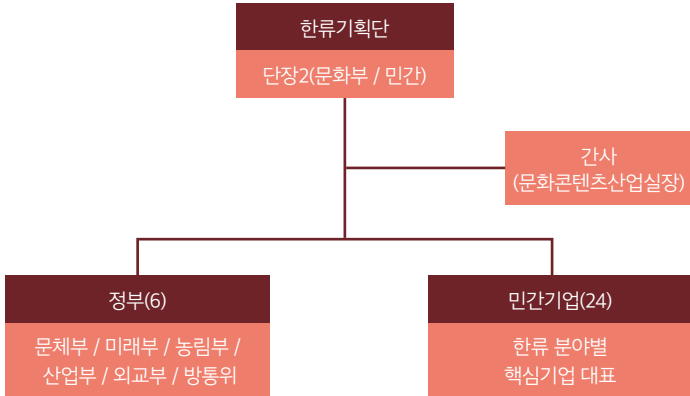 한류기획단
단장2(문화부 / 민간)
간사
(문화콘텐츠산업실장)
정부(6)
문체부 / 미래부 / 농림부 /
산업부 / 외교부 / 방통위
민간기업(24)
한류 분야별
핵심기업 대표